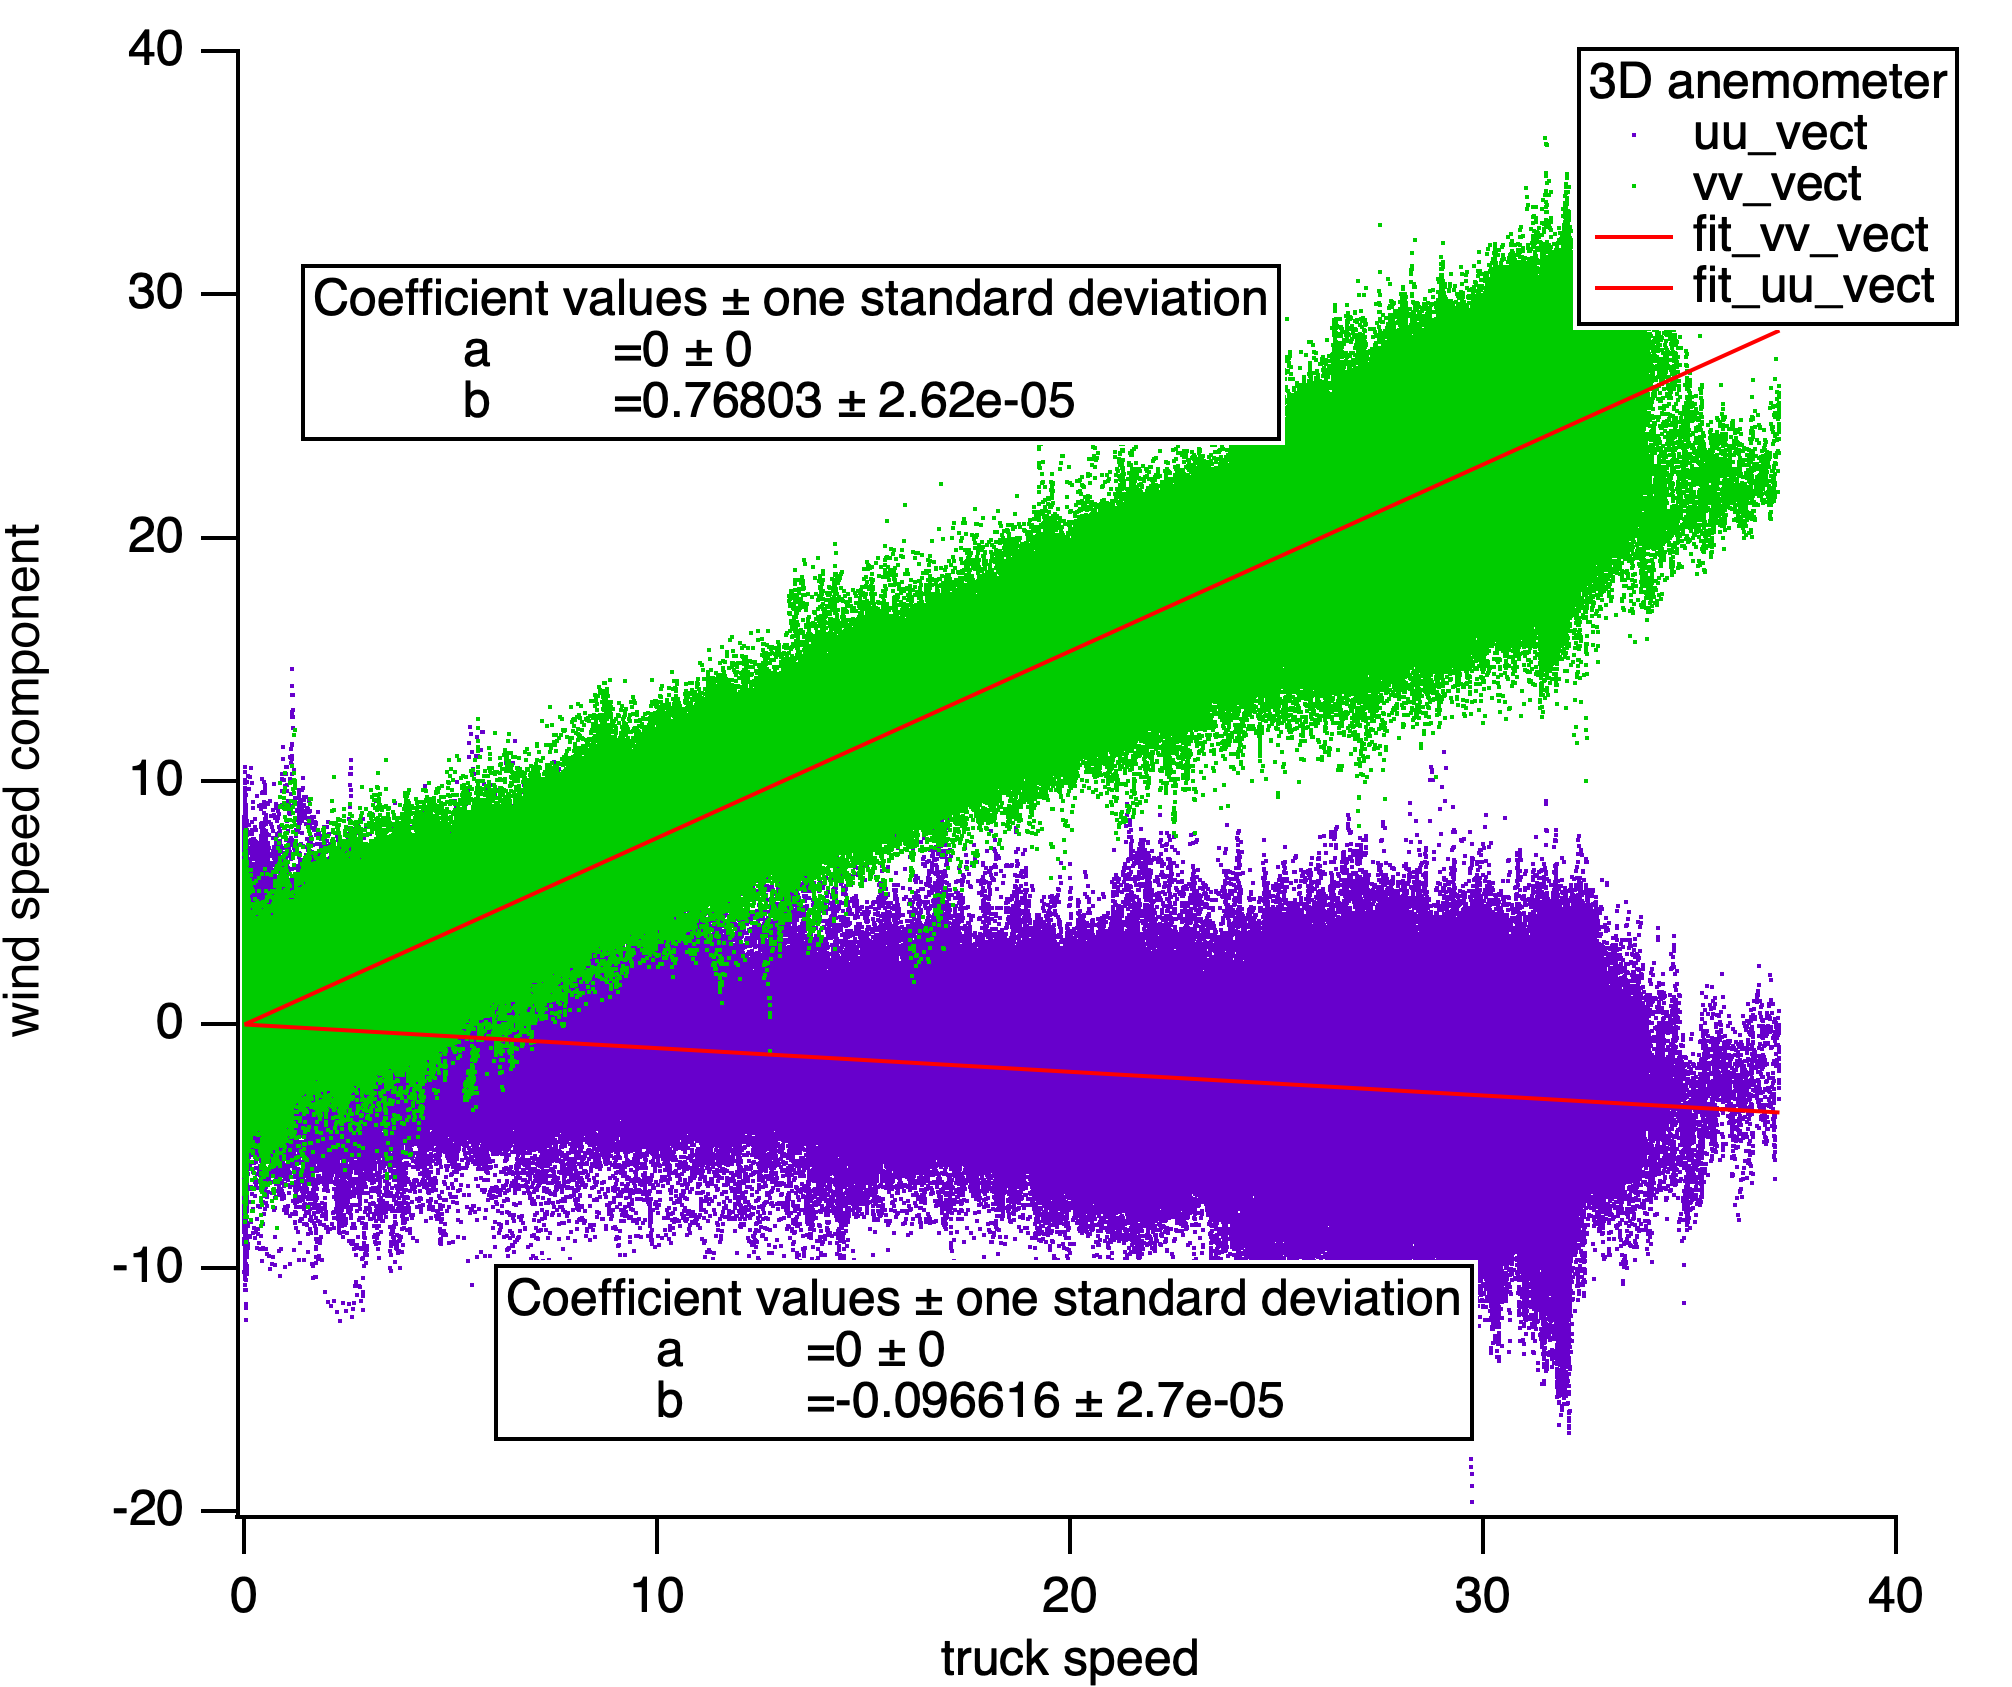 40
30
20
10
0
-10
-20
wind speed component
3D anemometer
uu_vect
vv_vect
fit_vv_vect
fit_uu_vect
Coefficient values ± one standard deviation
a =0 ± 0
b =0.76803 ± 2.62e-05
Coefficient values ± one standard deviation
a =0 ± 0
b =-0.096616 ± 2.7e-05
0 10 20 30 40
truck speed